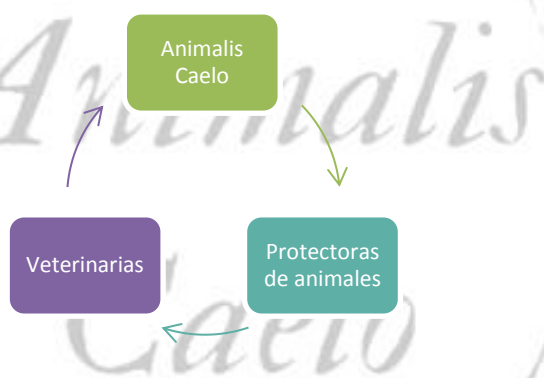 Animalis
Animalis
Caelo
Protectoras
de animales
Veterinarias
Caelo